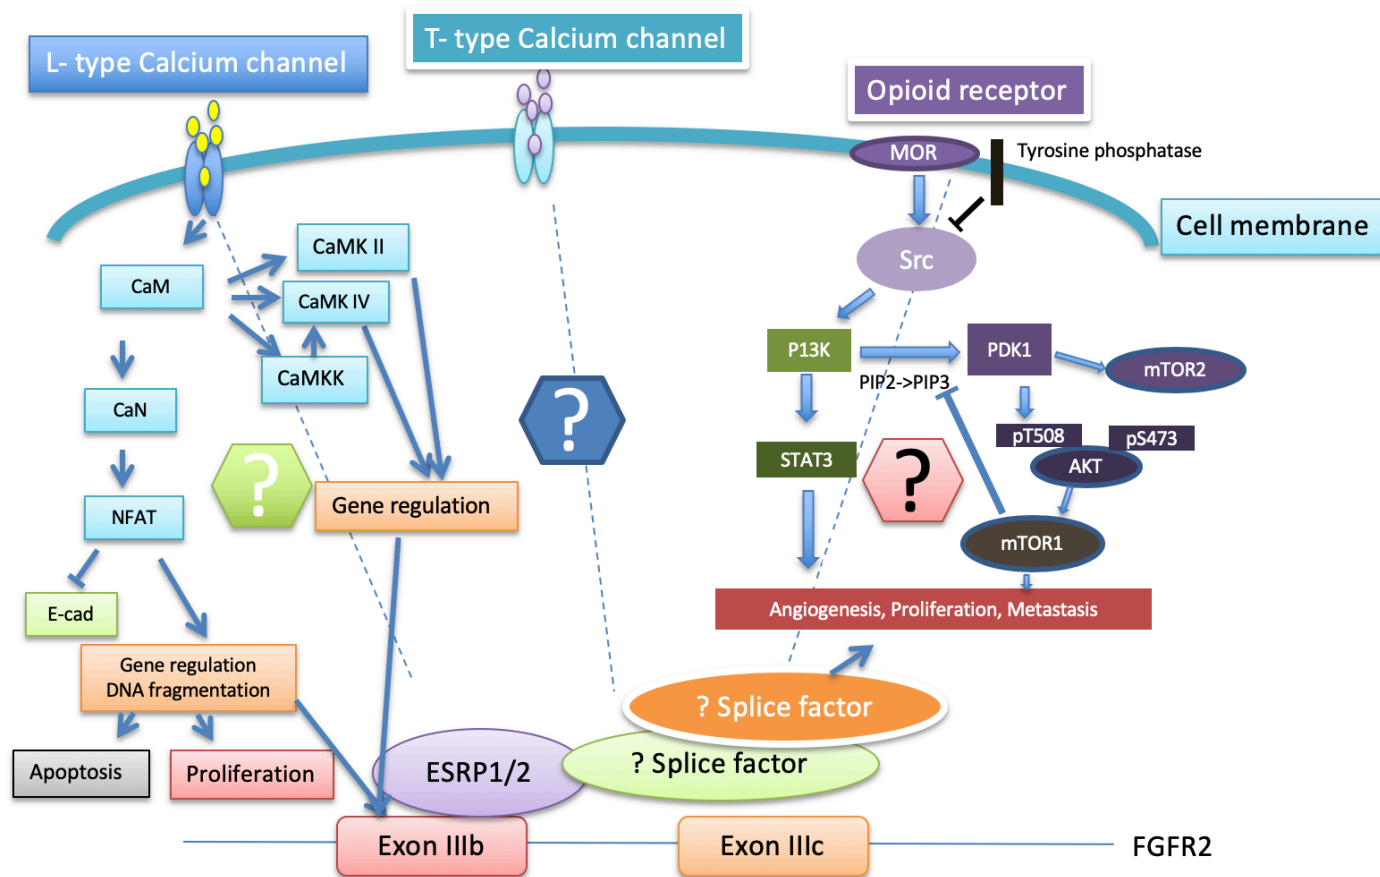 L- type Calcium channel
T- type Calcium channel
Opioid receptor
MOR
Tyrosine phosphatase
Cell membrane
Src
CaM
CaMK II
CaMK IV
CaMKK
CaN
NFAT
E-cad
?
Gene regulation
?
P13K
PIP2->PIP3
PDK1
mTOR2
pT508
pS473
AKT
STAT3
?
mTOR1
Angiogenesis, Proliferation, Metastasis
Gene regulation
DNA fragmentation
Apoptosis
Proliferation
? Splice factor
? Splice factor
ESRP1/2
Exon IIIb
Exon IIIc
FGFR2